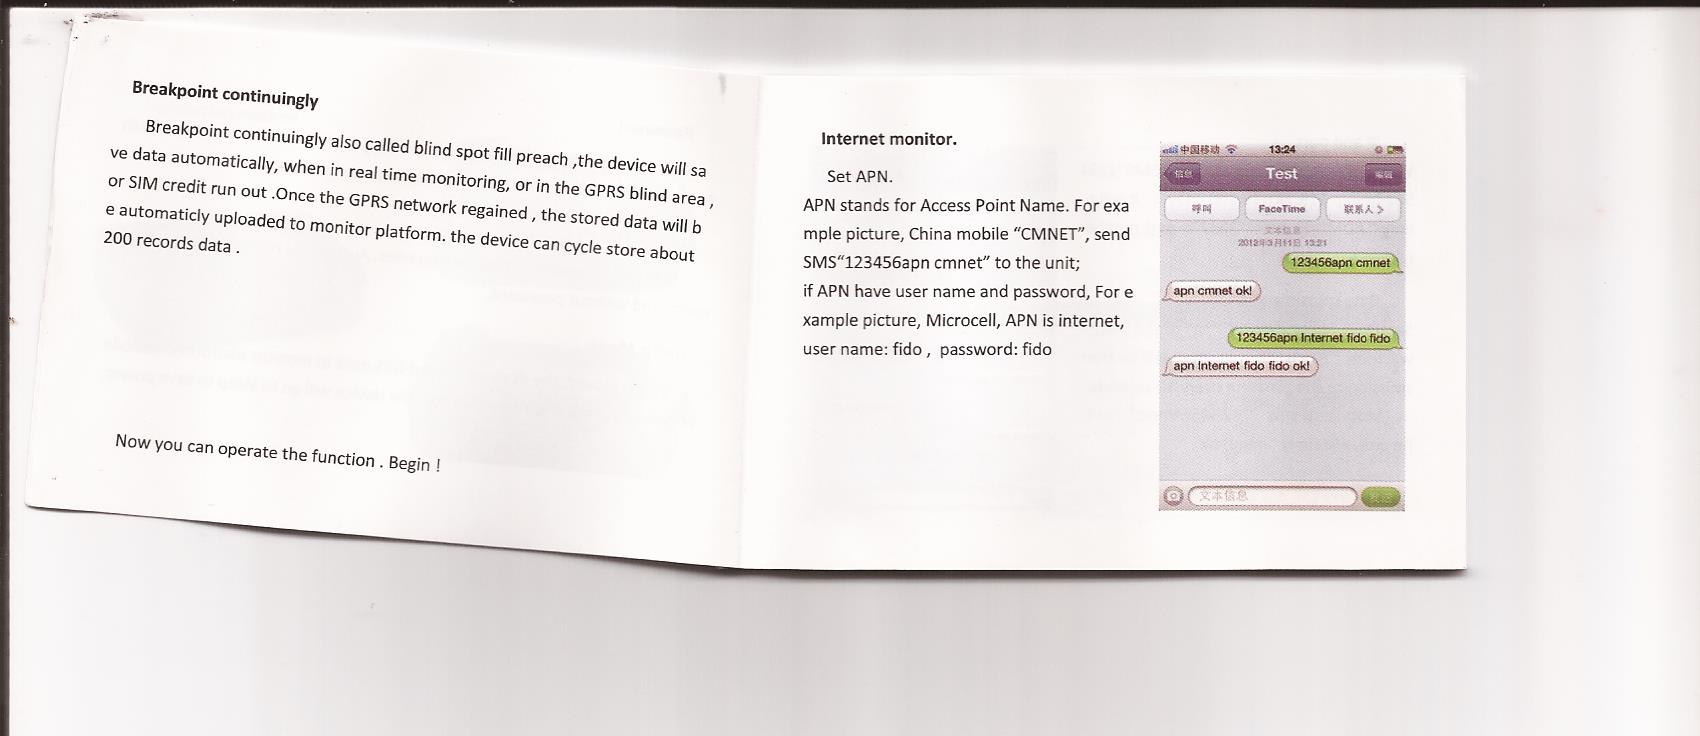 Breakpoint continuingly
Breakpoint continuingly also called blind spot fill preach ,the device will sa
ve data automatically, when in real time monitoring, or in the GPRS blind area ,
or SIM credit run out .Once the GPRS network regained , the stored data will b
e automaticly uploaded to monitor platform. the device can cycle store about
200 records data .
Now you can operate the function . Begin !
Internet monitor.
Set APN.
APN stands for Access Point Name. For exa
mple picture, China mobile “CMNET”, send
SMS“123456apn cmnet” to the unit;
if APN have user name and password, For e
xample picture, Microcell, APN is internet,
user name: fido , password: fido
中国移动 13:24
信息 Test 编辑
呼叫 FaceTime 联系人
文本信息
2012年3月11日 13:21
123456apn cmnet
apn cmnet ok!
123456apn Internet fido fido
apn Internet fido fido ok!
文本信息 发送